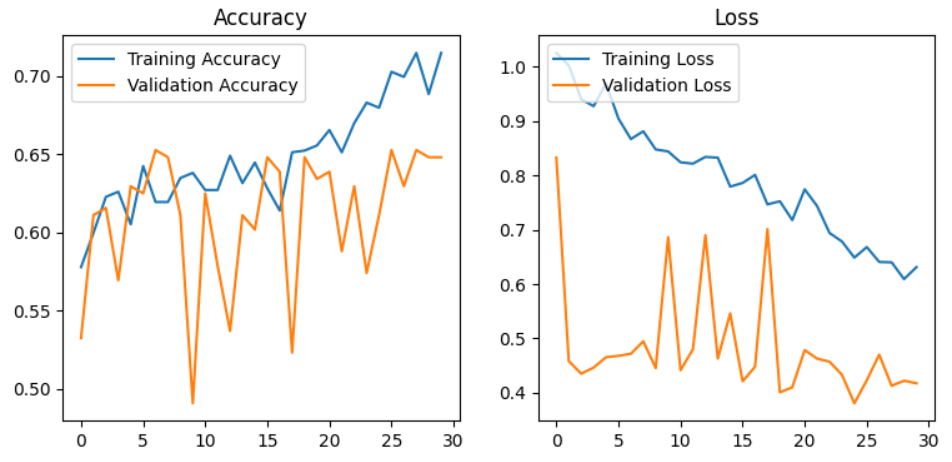 Accuracy
Training Accuracy
Validation Accuracy
0.70
0.65
0.60
0.55
0.50
0 5 10 15 20 25 30
Loss
Training Loss
Validation Loss
1.0
0.9
0.8
0.7
0.6
0.5
0.4
0 5 10 15 20 25 30